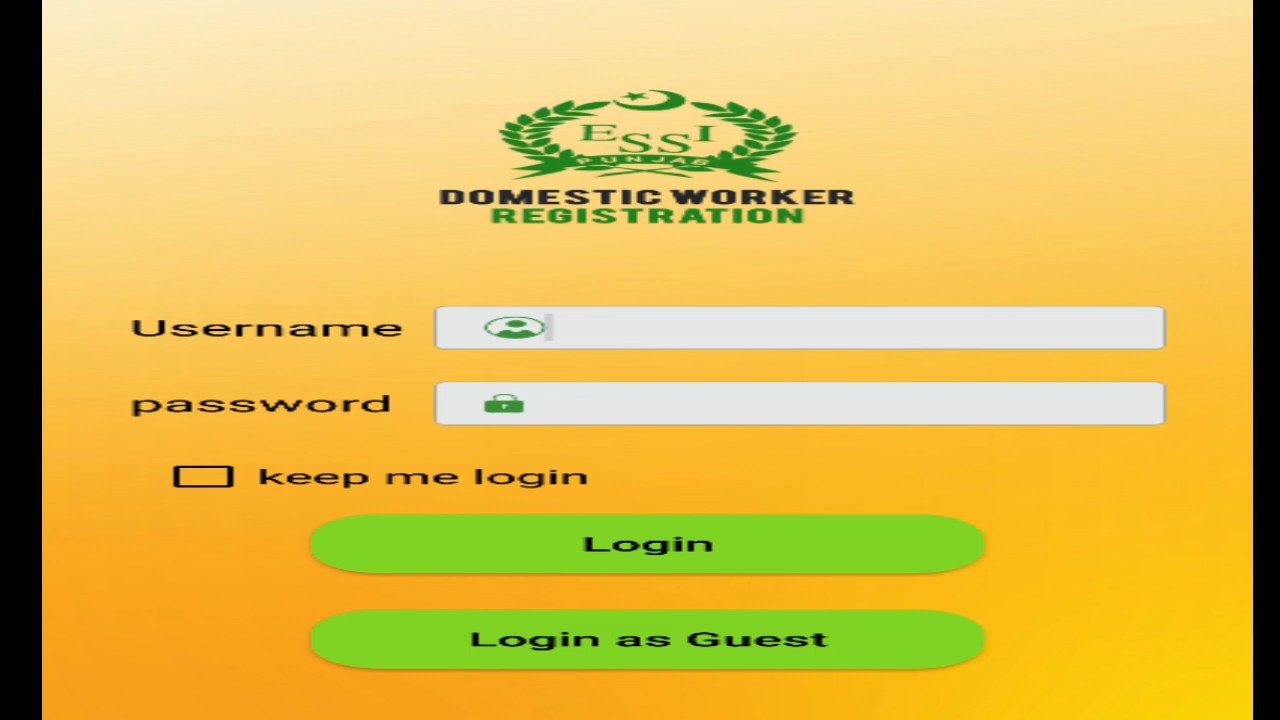 ESSI
PUNJAB
DOMESTIC WORKER
REGISTRATION
Username
password
keep me login
Login
Login as Guest